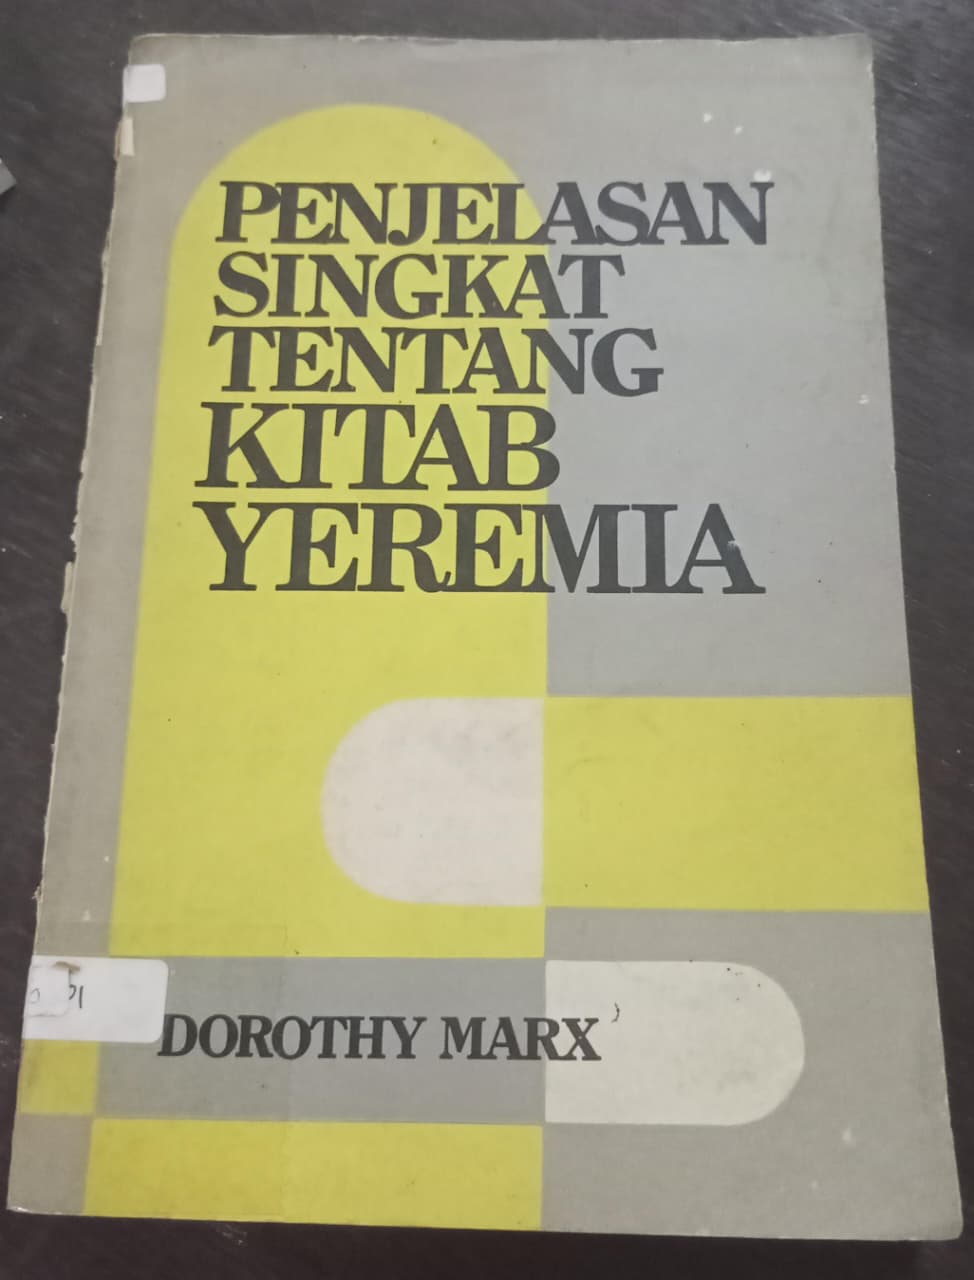 PENJELASAN
SINGKAT
TENTANG
KITAB
YEREMIA
DOROTHY MARX